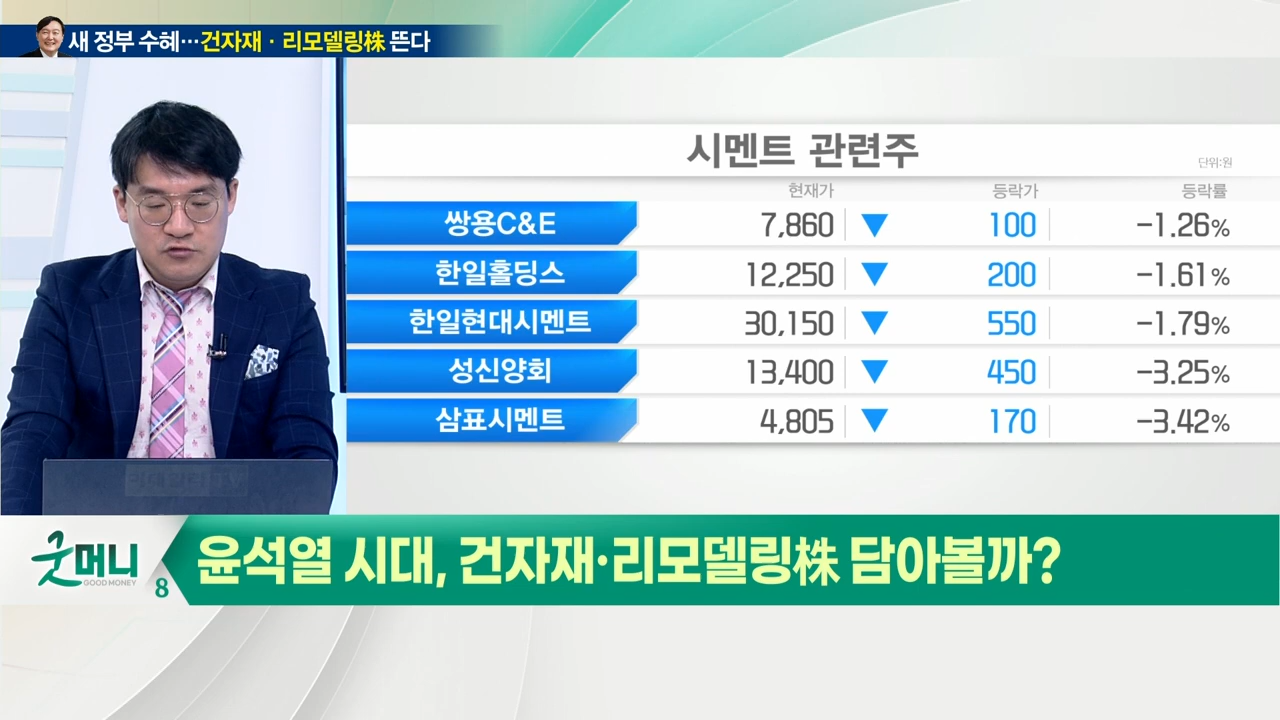 새 정부 수혜…건자재·리모델링株 뜬다
시멘트 관련주
단위:원
현재가 등락가 등락률
쌍용C&E 7,860 ▼ 100 -1.26%
한일홀딩스 12,250 ▼ 200 -1.61%
한일현대시멘트 30,150 ▼ 550 -1.79%
성신양회 13,400 ▼ 450 -3.25%
삼표시멘트 4,805 ▼ 170 -3.42%
굿머니
GOOD MONEY
8
윤석열 시대, 건자재·리모델링株 담아볼까?